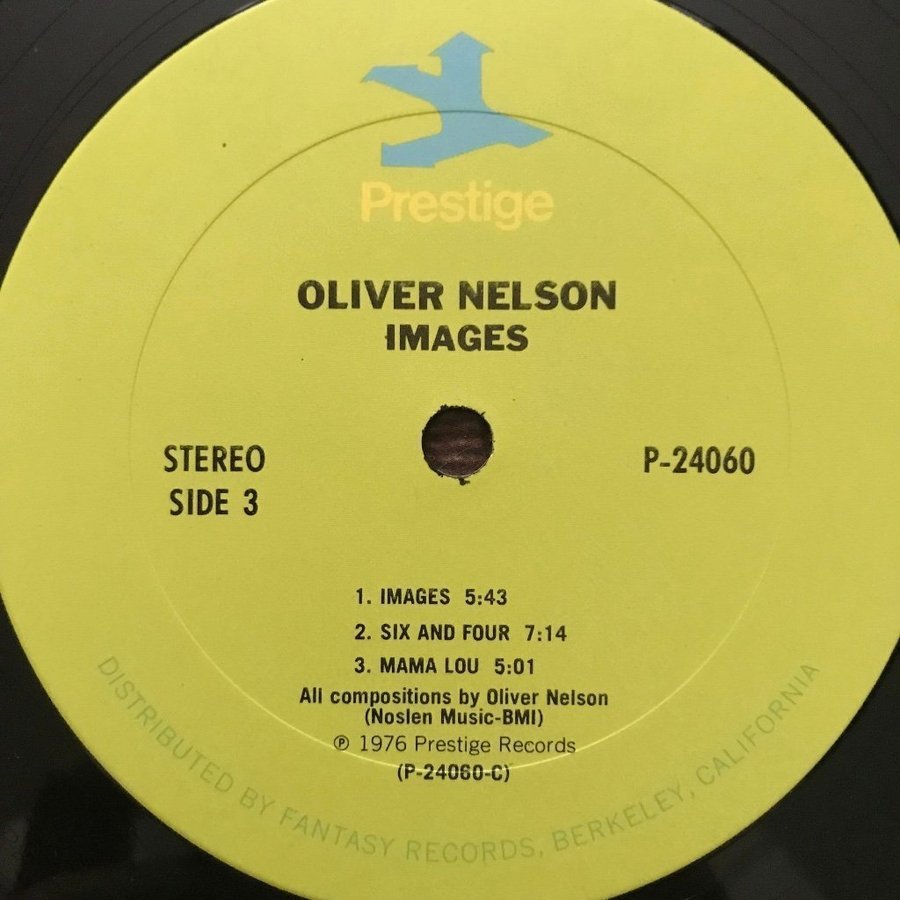 Prestige
OLIVER NELSON
IMAGES
STEREO
SIDE 3
P-24060
1. IMAGES 5:43
2. SIX AND FOUR 7:14
3. MAMA LOU 5:01
All compositions by Oliver Nelson
(Noslen Music-BMI)
℗ 1976 Prestige Records
(P-24060-C)
DISTRIBUTED BY FANTASY RECORDS, BERKELEY, CALIFORNIA